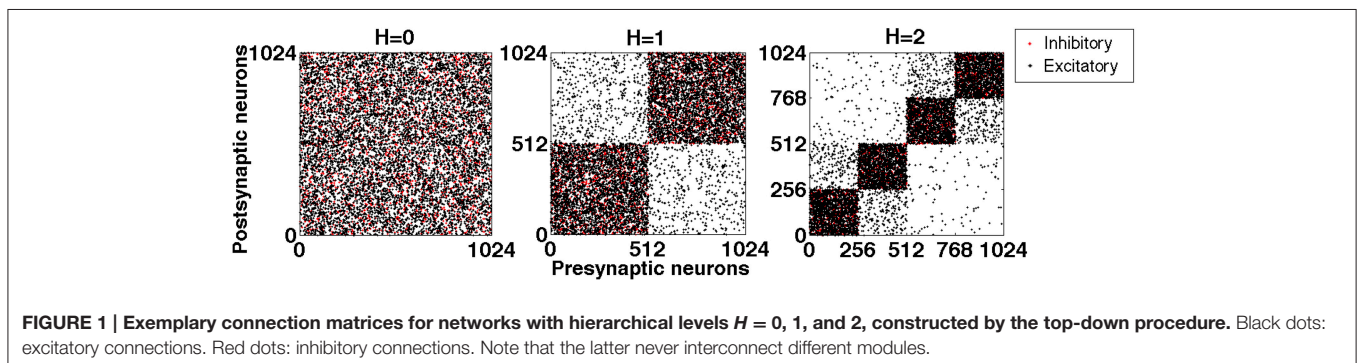 H=0
H=1
H=2
Inhibitory
Excitatory
Postsynaptic neurons
1024
0
0
1024
1024
512
0
0
512
1024
Presynaptic neurons
1024
768
512
256
0
0
256
512
768
1024
FIGURE 1 | Exemplary connection matrices for networks with hierarchical levels H = 0, 1, and 2, constructed by the top-down procedure. Black dots:
excitatory connections. Red dots: inhibitory connections. Note that the latter never interconnect different modules.